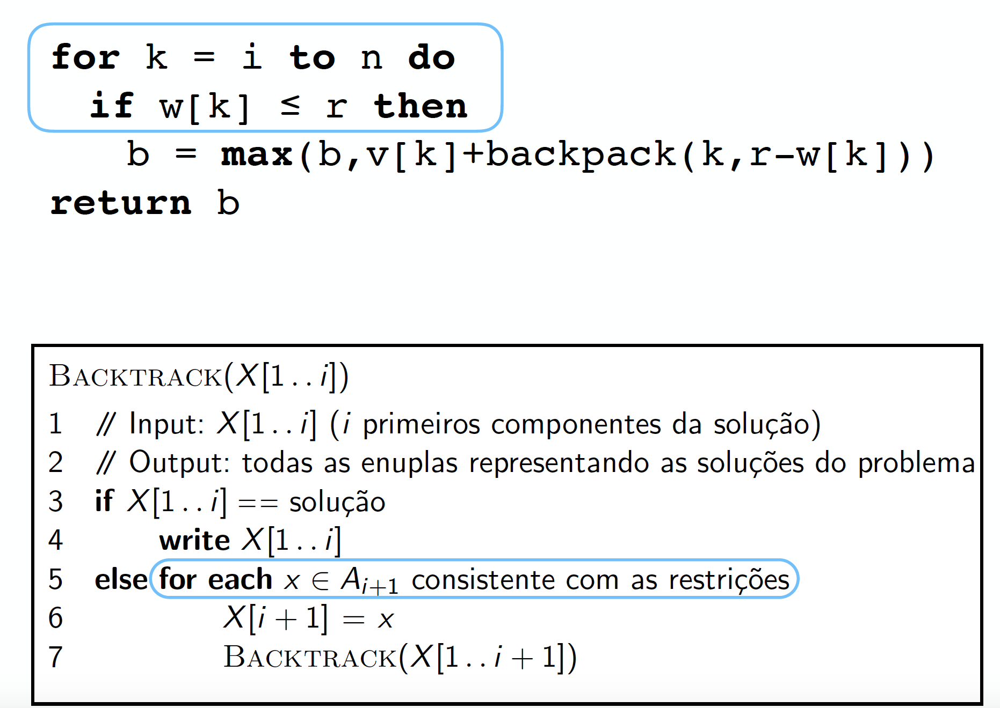 for k = i to n do
if w[k] ≤ r then
b = max(b,v[k]+backpack(k,r-w[k]))
return b
BACKTRACK(X[1 . . i])
1 // Input: X[1 . . i] (i primeiros componentes da solução)
2 // Output: todas as enuplas representando as soluções do problema
3 if X[1 . . i] == solução
4 write X[1 . . i]
5 else for each x ∈ A_{i+1} consistente com as restrições
6 X[i + 1] = x
7 BACKTRACK(X[1 . . i + 1])